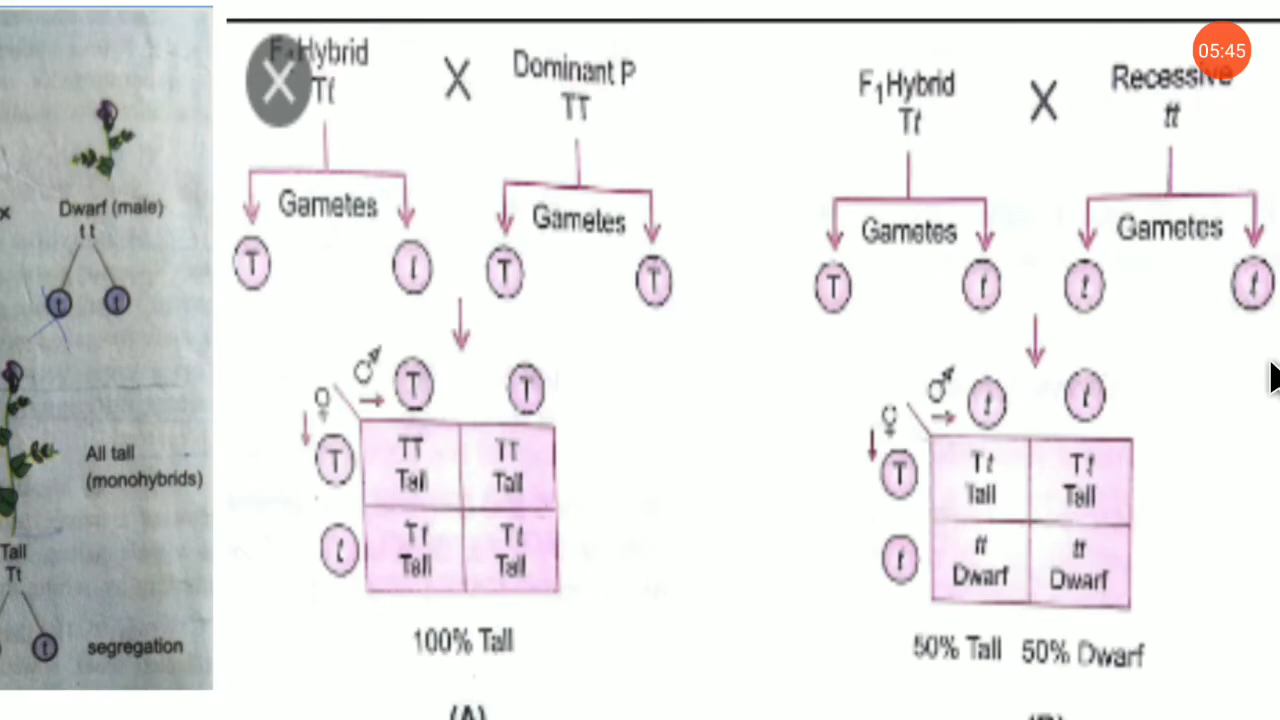 05:45
Dwarf (male)
t t
t t
All tall
(monohybrids)
Tall
Tt
t segregation
F1 Hybrid X Dominant P
Tt TT
Gametes Gametes
T t T T
♀ ♂ T T
T TT TT
Tall Tall
t Tt Tt
Tall Tall
100% Tall
(A)
F1 Hybrid X Recessive
Tt tt
Gametes Gametes
T t t t
♀ ♂ t t
T Tt Tt
Tall Tall
t tt tt
Dwarf Dwarf
50% Tall 50% Dwarf